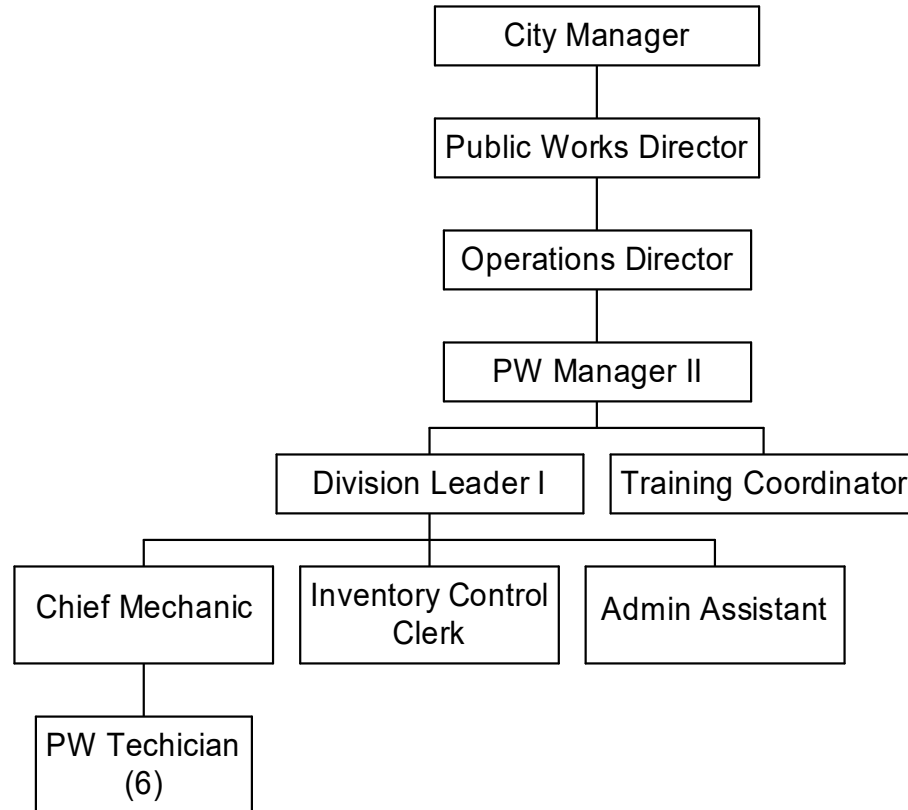 City Manager
Public Works Director
Operations Director
PW Manager II
Division Leader I
Training Coordinator
Chief Mechanic
Inventory Control
Clerk
Admin Assistant
PW Techician
(6)